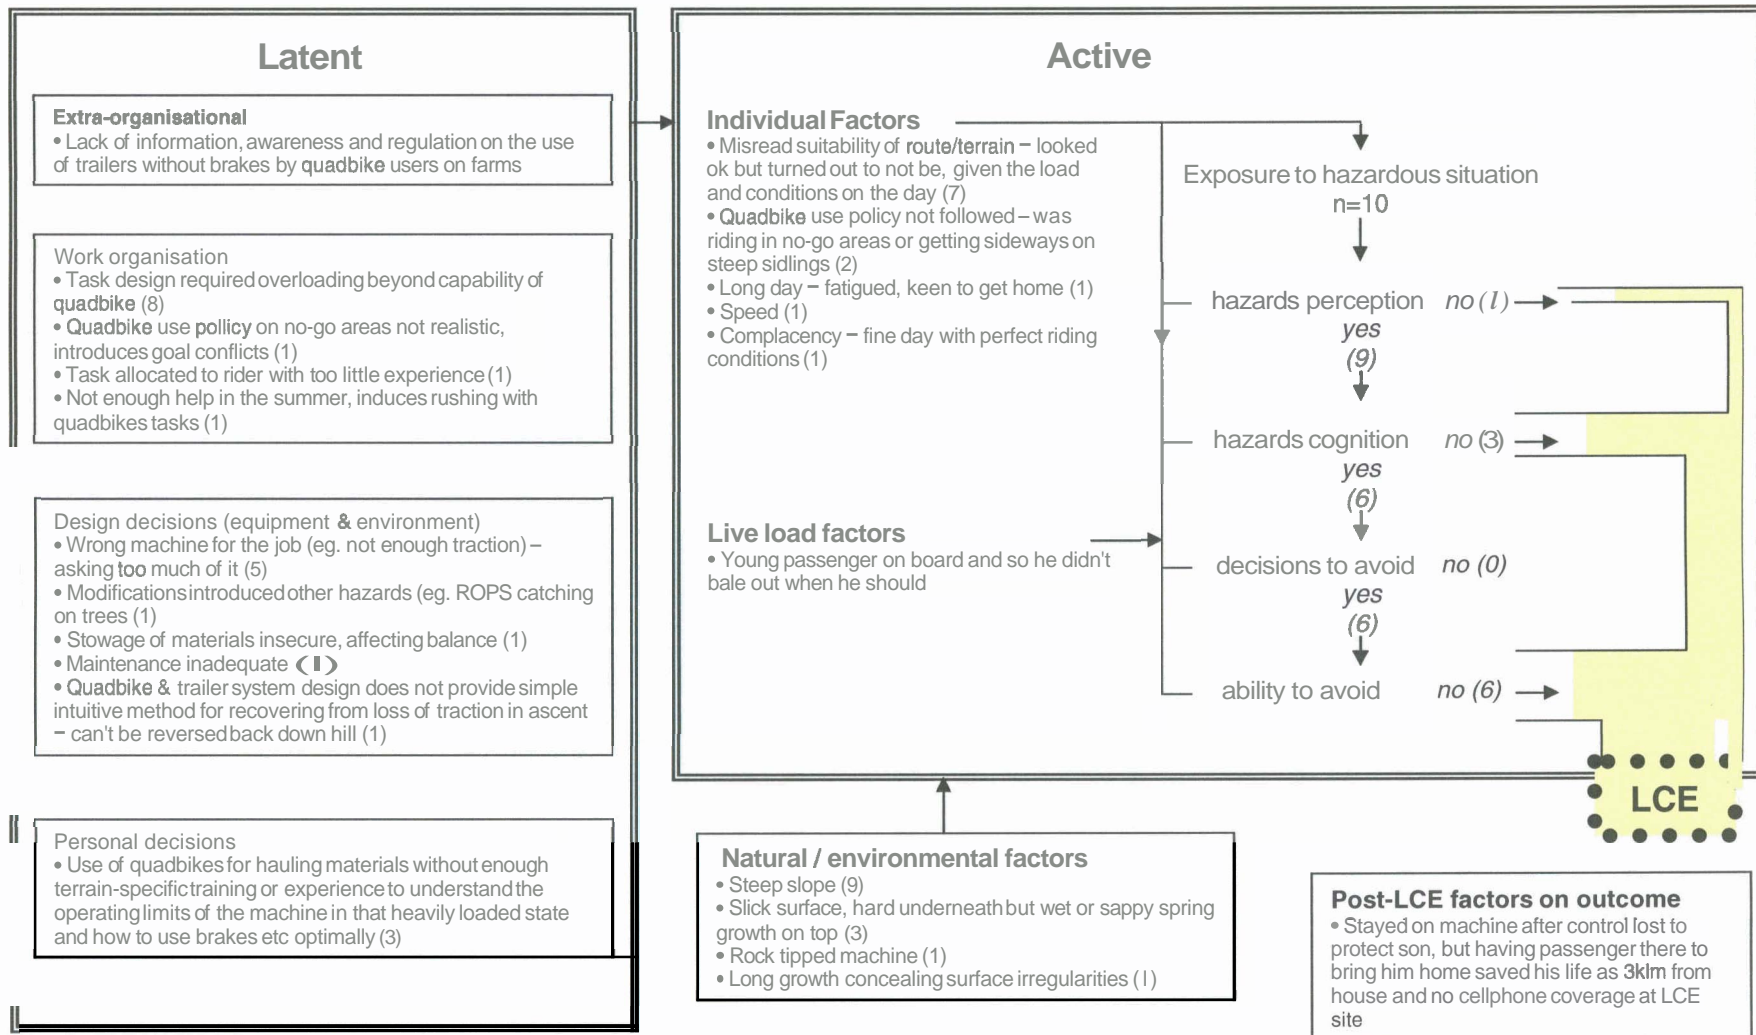 Latent
Extra-organisational
• Lack of information, awareness and regulation on the use
of trailers without brakes by quadbike users on farms
Work organisation
• Task design required overloading beyond capability of
quadbike (8)
• Quadbike use pollicy on no-go areas not realistic,
introduces goal conflicts (1)
• Task allocated to rider with too little experience (1)
• Not enough help in the summer, induces rushing with
quadbikes tasks (1)
Design decisions (equipment & environment)
• Wrong machine for the job (eg. not enough traction) –
asking too much of it (5)
• Modifications introduced other hazards (eg. ROPS catching
on trees (1)
• Stowage of materials insecure, affecting balance (1)
• Maintenance inadequate (1)
• Quadbike & trailer system design does not provide simple
intuitive method for recovering from loss of traction in ascent
– can't be reversed back down hill (1)
Personal decisions
• Use of quadbikes for hauling materials without enough
terrain-specific training or experience to understand the
operating limits of the machine in that heavily loaded state
and how to use brakes etc optimally (3)
Active
Individual Factors
• Misread suitability of route/terrain – looked
ok but turned out to not be, given the load
and conditions on the day (7)
• Quadbike use policy not followed – was
riding in no-go areas or getting sideways on
steep sidlings (2)
• Long day – fatigued, keen to get home (1)
• Speed (1)
• Complacency – fine day with perfect riding
conditions (1)
Live load factors
• Young passenger on board and so he didn't
bale out when he should
Exposure to hazardous situation
n=10
hazards perception no (1)
yes
(9)
hazards cognition no (3)
yes
(6)
decisions to avoid no (0)
yes
(6)
ability to avoid no (6)
LCE
Natural / environmental factors
• Steep slope (9)
• Slick surface, hard underneath but wet or sappy spring
growth on top (3)
• Rock tipped machine (1)
• Long growth concealing surface irregularities (1)
Post-LCE factors on outcome
• Stayed on machine after control lost to
protect son, but having passenger there to
bring him home saved his life as 3klm from
house and no cellphone coverage at LCE
site